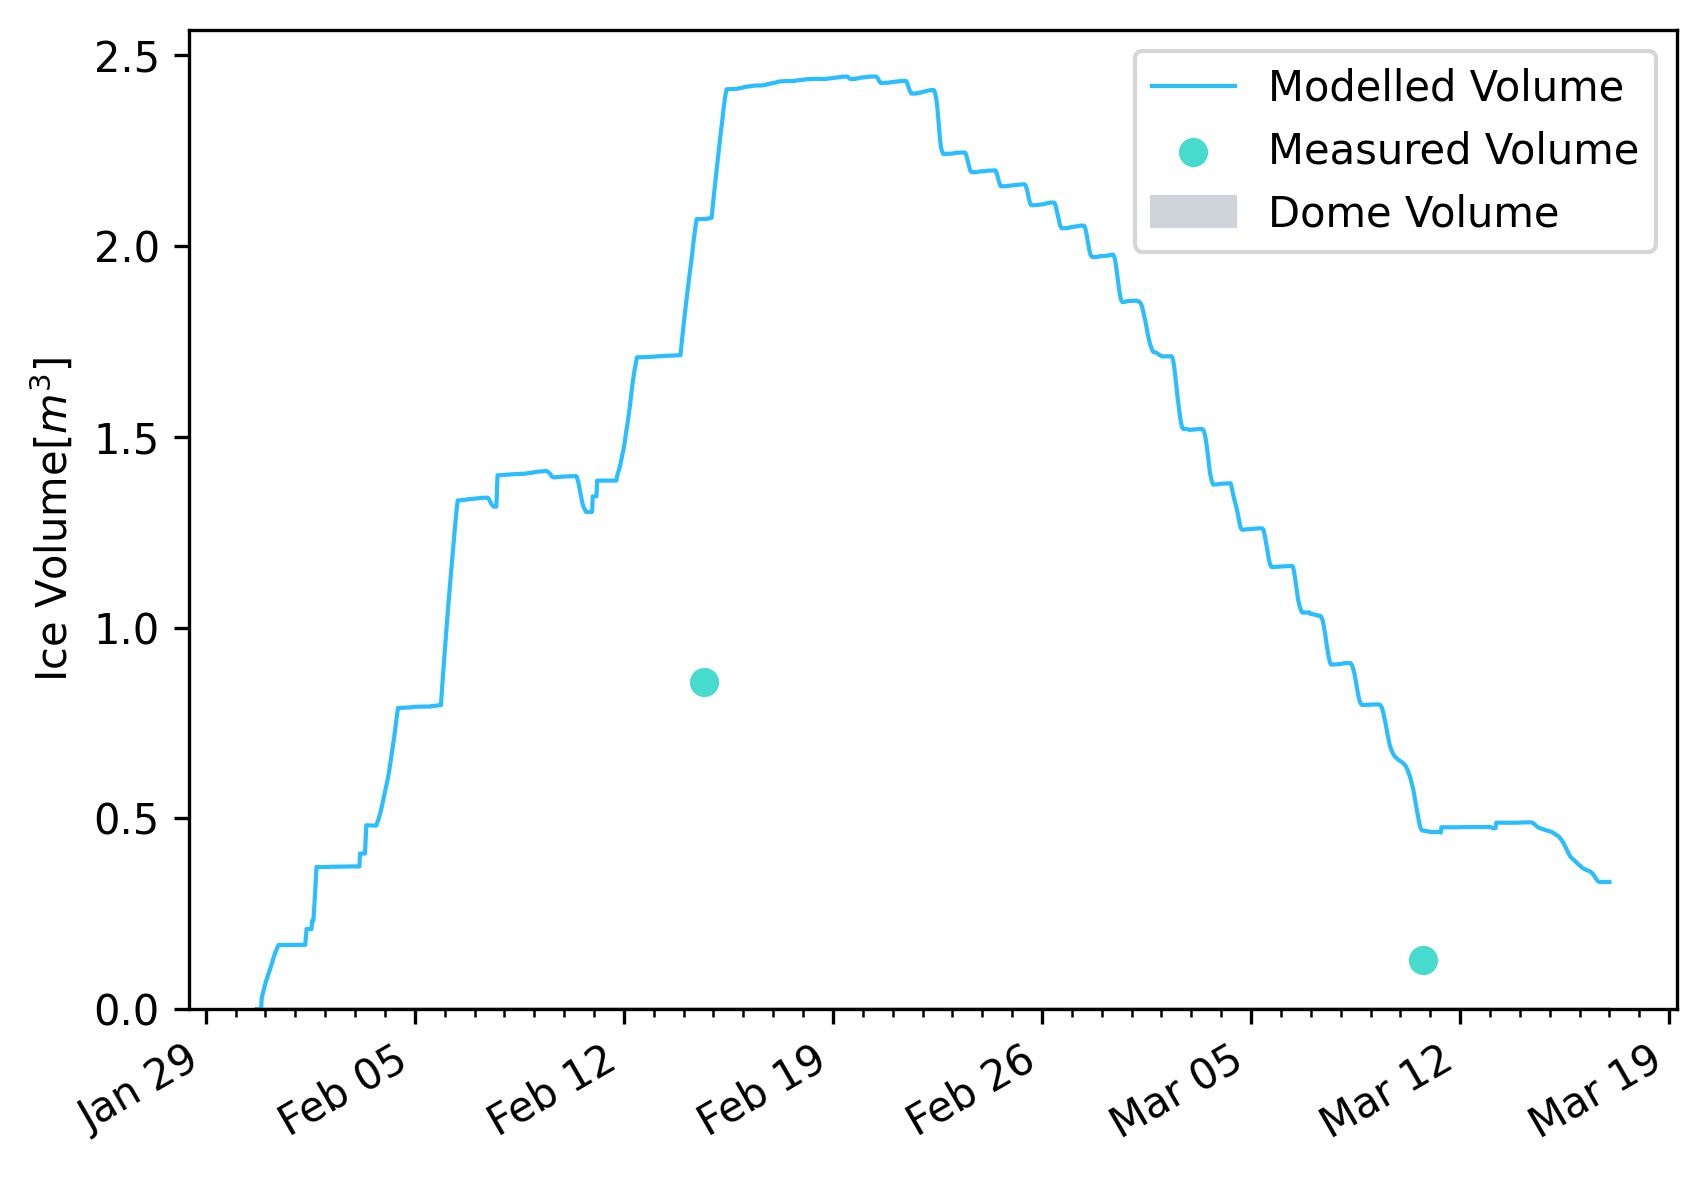 2.5
2.0
1.5
1.0
0.5
0.0
Ice Volume[m³]
Modelled Volume
Measured Volume
Dome Volume
Jan 29
Feb 05
Feb 12
Feb 19
Feb 26
Mar 05
Mar 12
Mar 19